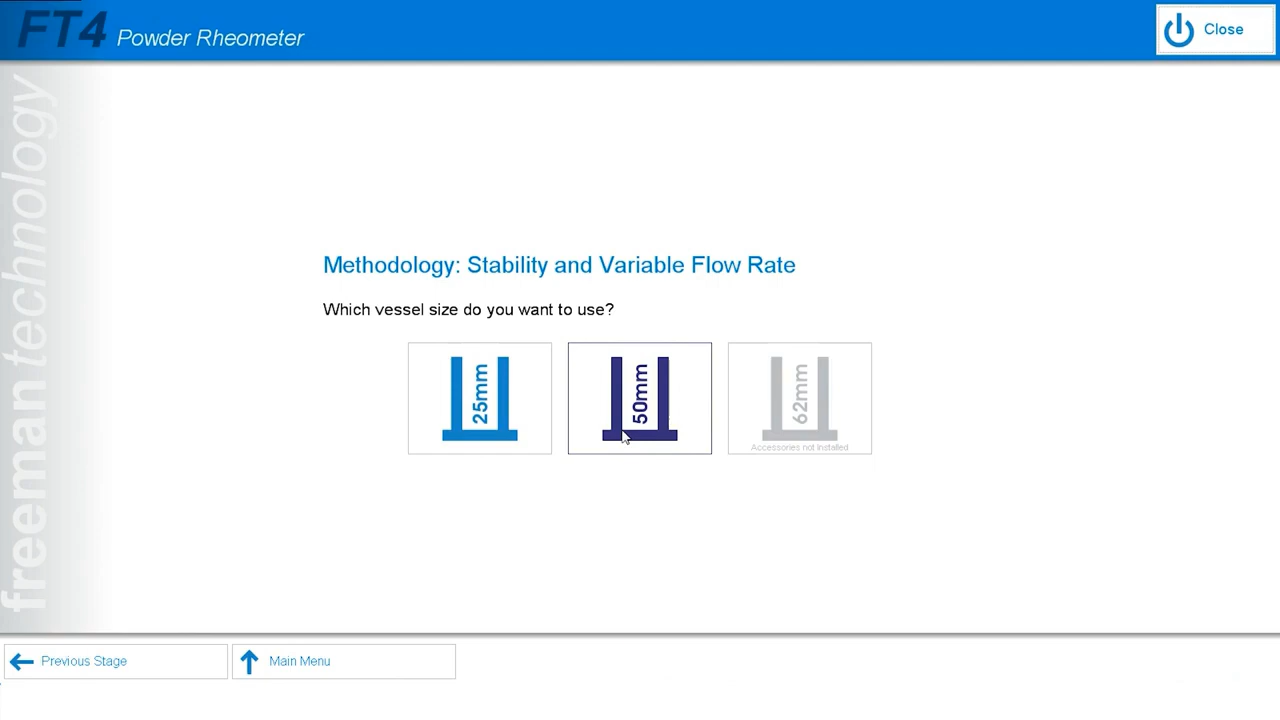 FT4 Powder Rheometer
Close
freeman technology
Methodology: Stability and Variable Flow Rate
Which vessel size do you want to use?
25mm
50mm
62mm
Accessories not installed
Previous Stage
Main Menu